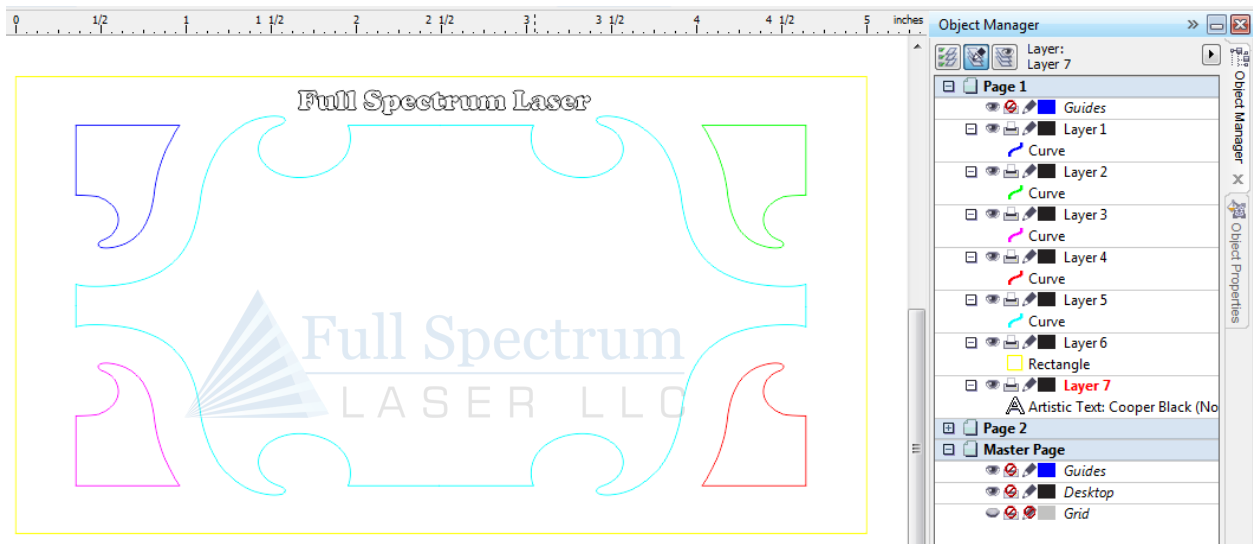 0 1/2 1 1 1/2 2 2 1/2 3 3 1/2 4 4 1/2 5 inches
Full Spectrum Laser
Full Spectrum
LASER LLC
Object Manager
Layer:
Layer 7
Page 1
Guides
Layer 1
Curve
Layer 2
Curve
Layer 3
Curve
Layer 4
Curve
Layer 5
Curve
Layer 6
Rectangle
Layer 7
Artistic Text: Cooper Black (No
Page 2
Master Page
Guides
Desktop
Grid
Object Manager
Object Properties